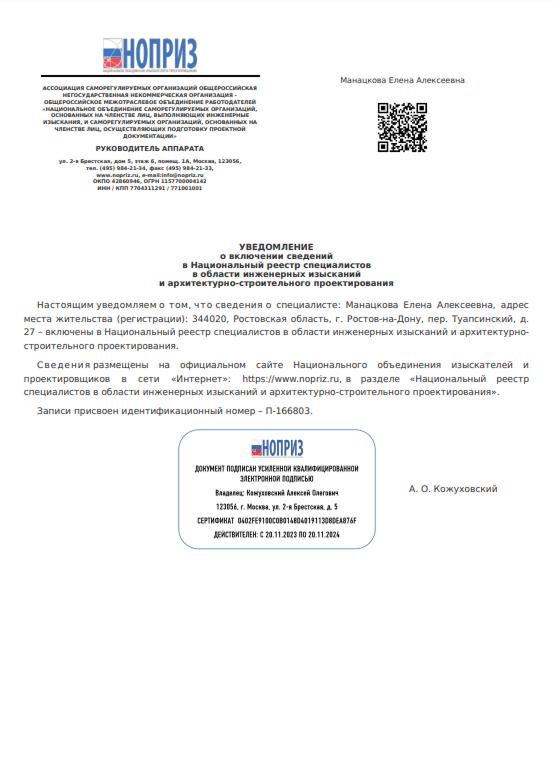 НОПРИЗ
НАЦИОНАЛЬНОЕ ОБЪЕДИНЕНИЕ ИЗЫСКАТЕЛЕЙ И ПРОЕКТИРОВЩИКОВ
АССОЦИАЦИЯ САМОРЕГУЛИРУЕМЫХ ОРГАНИЗАЦИЙ ОБЩЕРОССИЙСКАЯ
НЕГОСУДАРСТВЕННАЯ НЕКОММЕРЧЕСКАЯ ОРГАНИЗАЦИЯ -
ОБЩЕРОССИЙСКОЕ МЕЖОТРАСЛЕВОЕ ОБЪЕДИНЕНИЕ РАБОТОДАТЕЛЕЙ
«НАЦИОНАЛЬНОЕ ОБЪЕДИНЕНИЕ САМОРЕГУЛИРУЕМЫХ ОРГАНИЗАЦИЙ,
ОСНОВАННЫХ НА ЧЛЕНСТВЕ ЛИЦ, ВЫПОЛНЯЮЩИХ ИНЖЕНЕРНЫЕ
ИЗЫСКАНИЯ, И САМОРЕГУЛИРУЕМЫХ ОРГАНИЗАЦИЙ, ОСНОВАННЫХ НА
ЧЛЕНСТВЕ ЛИЦ, ОСУЩЕСТВЛЯЮЩИХ ПОДГОТОВКУ ПРОЕКТНОЙ
ДОКУМЕНТАЦИИ»
РУКОВОДИТЕЛЬ АППАРАТА
ул. 2-я Брестская, дом 5, этаж 6, помещ. 1А, Москва, 123056,
тел. (495) 984-21-34, факс (495) 984-21-33,
www.nopriz.ru, e-mail:info@nopriz.ru
ОКПО 42860946, ОГРН 1157700004142
ИНН / КПП 7704311291 / 771001001
Манацкова Елена Алексеевна
УВЕДОМЛЕНИЕ
о включении сведений
в Национальный реестр специалистов
в области инженерных изысканий
и архитектурно-строительного проектирования
Настоящим уведомляем о том, что сведения о специалисте: Манацкова Елена Алексеевна, адрес
места жительства (регистрации): 344020, Ростовская область, г. Ростов-на-Дону, пер. Туапсинский, д.
27 – включены в Национальный реестр специалистов в области инженерных изысканий и архитектурно-
строительного проектирования.
Сведения размещены на официальном сайте Национального объединения изыскателей и
проектировщиков в сети «Интернет»: https://www.nopriz.ru, в разделе «Национальный реестр
специалистов в области инженерных изысканий и архитектурно-строительного проектирования».
Записи присвоен идентификационный номер – П-166803.
НОПРИЗ
ДОКУМЕНТ ПОДПИСАН УСИЛЕННОЙ КВАЛИФИЦИРОВАННОЙ
ЭЛЕКТРОННОЙ ПОДПИСЬЮ
Владелец: Кожуховский Алексей Олегович
123056, г. Москва, ул. 2-я Брестская, д. 5
СЕРТИФИКАТ 0402FE9100C0B0148D4019113D8DEA876F
ДЕЙСТВИТЕЛЕН: С 20.11.2023 ПО 20.11.2024
А. О. Кожуховский